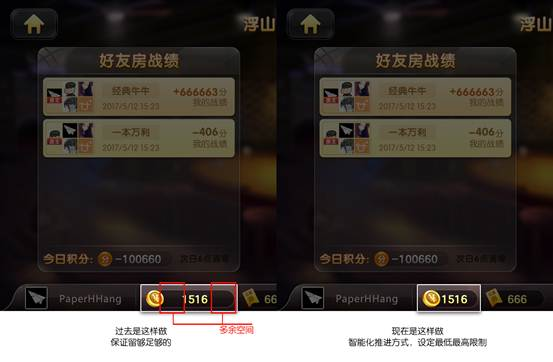 浮山
好友房战绩
经典牛牛
+666663分
2017/5/12 15:23
我的战绩
一本万利
-406分
2017/5/12 15:23
我的战绩
今日积分:
分
-100660
次日6点清零
PaperHHang
1516
66
过去是这样做
保证留够足够的
多余空间
浮山
好友房战绩
经典牛牛
+666663分
2017/5/12 15:23
我的战绩
一本万利
-406分
2017/5/12 15:23
我的战绩
今日积分:
分
-100660
次日6点清零
PaperHHang
1516
666
现在是这样做
智能化推进方式、设定最低最高限制